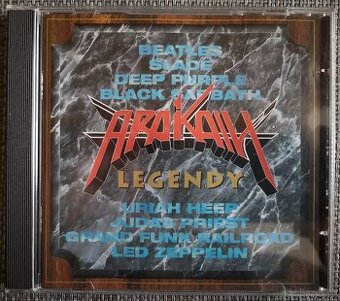 BEATLES
SLADE
DEEP PURPLE
BLACK SABBATH
ARAKAIN
LEGENDY
URIAH HEEP
JUDAS PRIEST
GRAND FUNK RAILROAD
LED ZEPPELIN